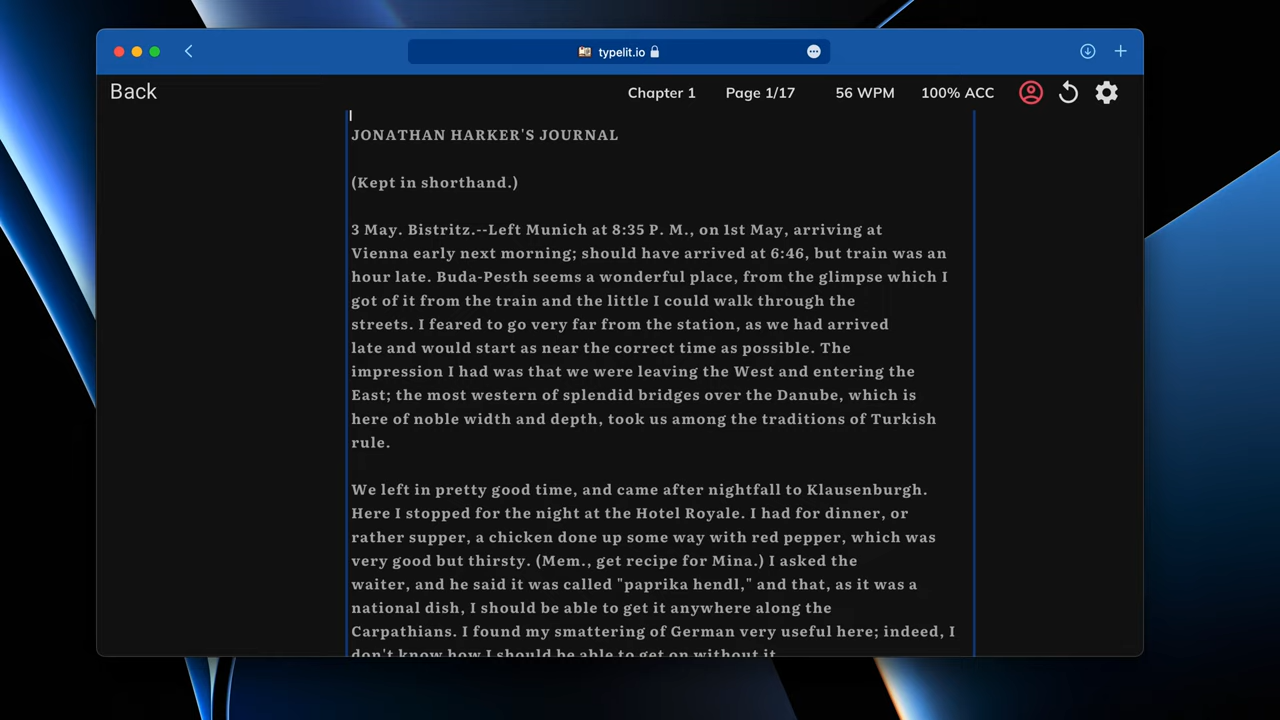 typelit.io
Back
Chapter 1
Page 1/17
56 WPM
100% ACC
JONATHAN HARKER'S JOURNAL
(Kept in shorthand.)
3 May. Bistritz.--Left Munich at 8:35 P. M., on 1st May, arriving at
Vienna early next morning; should have arrived at 6:46, but train was an
hour late. Buda-Pesth seems a wonderful place, from the glimpse which I
got of it from the train and the little I could walk through the
streets. I feared to go very far from the station, as we had arrived
late and would start as near the correct time as possible. The
impression I had was that we were leaving the West and entering the
East; the most western of splendid bridges over the Danube, which is
here of noble width and depth, took us among the traditions of Turkish
rule.
We left in pretty good time, and came after nightfall to Klausenburgh.
Here I stopped for the night at the Hotel Royale. I had for dinner, or
rather supper, a chicken done up some way with red pepper, which was
very good but thirsty. (Mem., get recipe for Mina.) I asked the
waiter, and he said it was called "paprika hendl," and that, as it was a
national dish, I should be able to get it anywhere along the
Carpathians. I found my smattering of German very useful here; indeed, I
don't know how I should be able to get on without it.